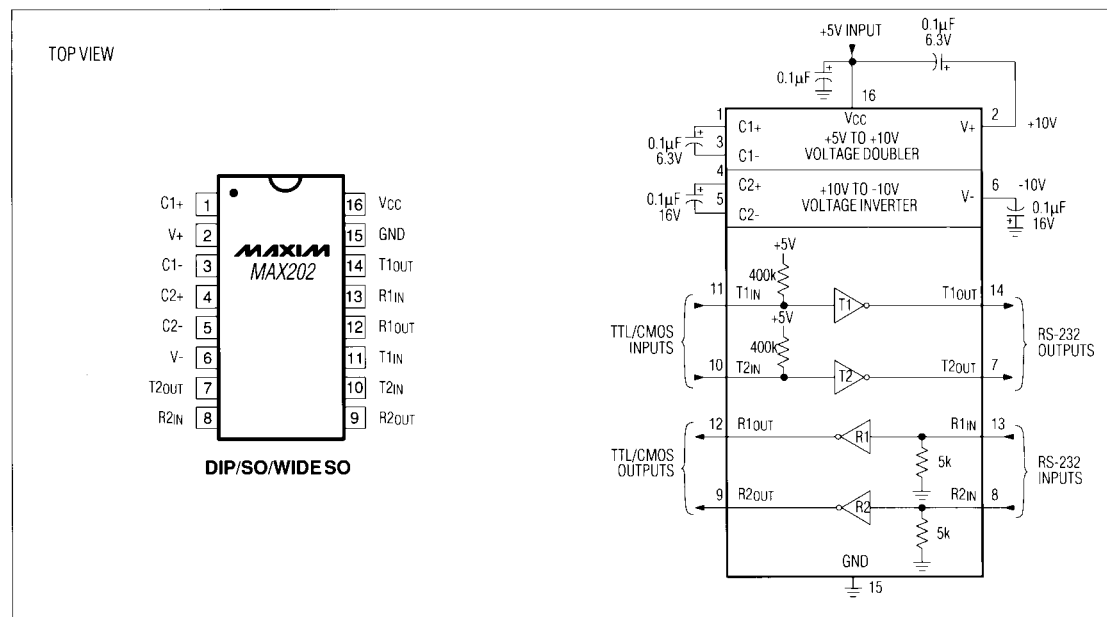 TOP VIEW
C1+ 1
V+ 2
C1- 3
C2+ 4
C2- 5
V- 6
T2OUT 7
R2IN 8
MAXIM
MAX202
16 VCC
15 GND
14 T1OUT
13 R1IN
12 R1OUT
11 T1IN
10 T2IN
9 R2OUT
DIP/SO/WIDE SO
+5V INPUT
0.1µF
6.3V
+
+
0.1µF
16
1
2
C1+
VCC
V+
+10V
0.1µF
6.3V
+
3
C1-
+5V TO +10V
VOLTAGE DOUBLER
4
C2+
0.1µF
16V
+
5
C2-
+10V TO -10V
VOLTAGE INVERTER
V-
6
-10V
0.1µF
16V
+
+5V
400k
11
T1IN
T1
T1OUT
14
+5V
400k
TTL/CMOS
INPUTS
RS-232
OUTPUTS
10
T2IN
T2
T2OUT
7
12
R1OUT
R1
R1IN
13
5k
TTL/CMOS
OUTPUTS
RS-232
INPUTS
9
R2OUT
R2
R2IN
8
5k
GND
15